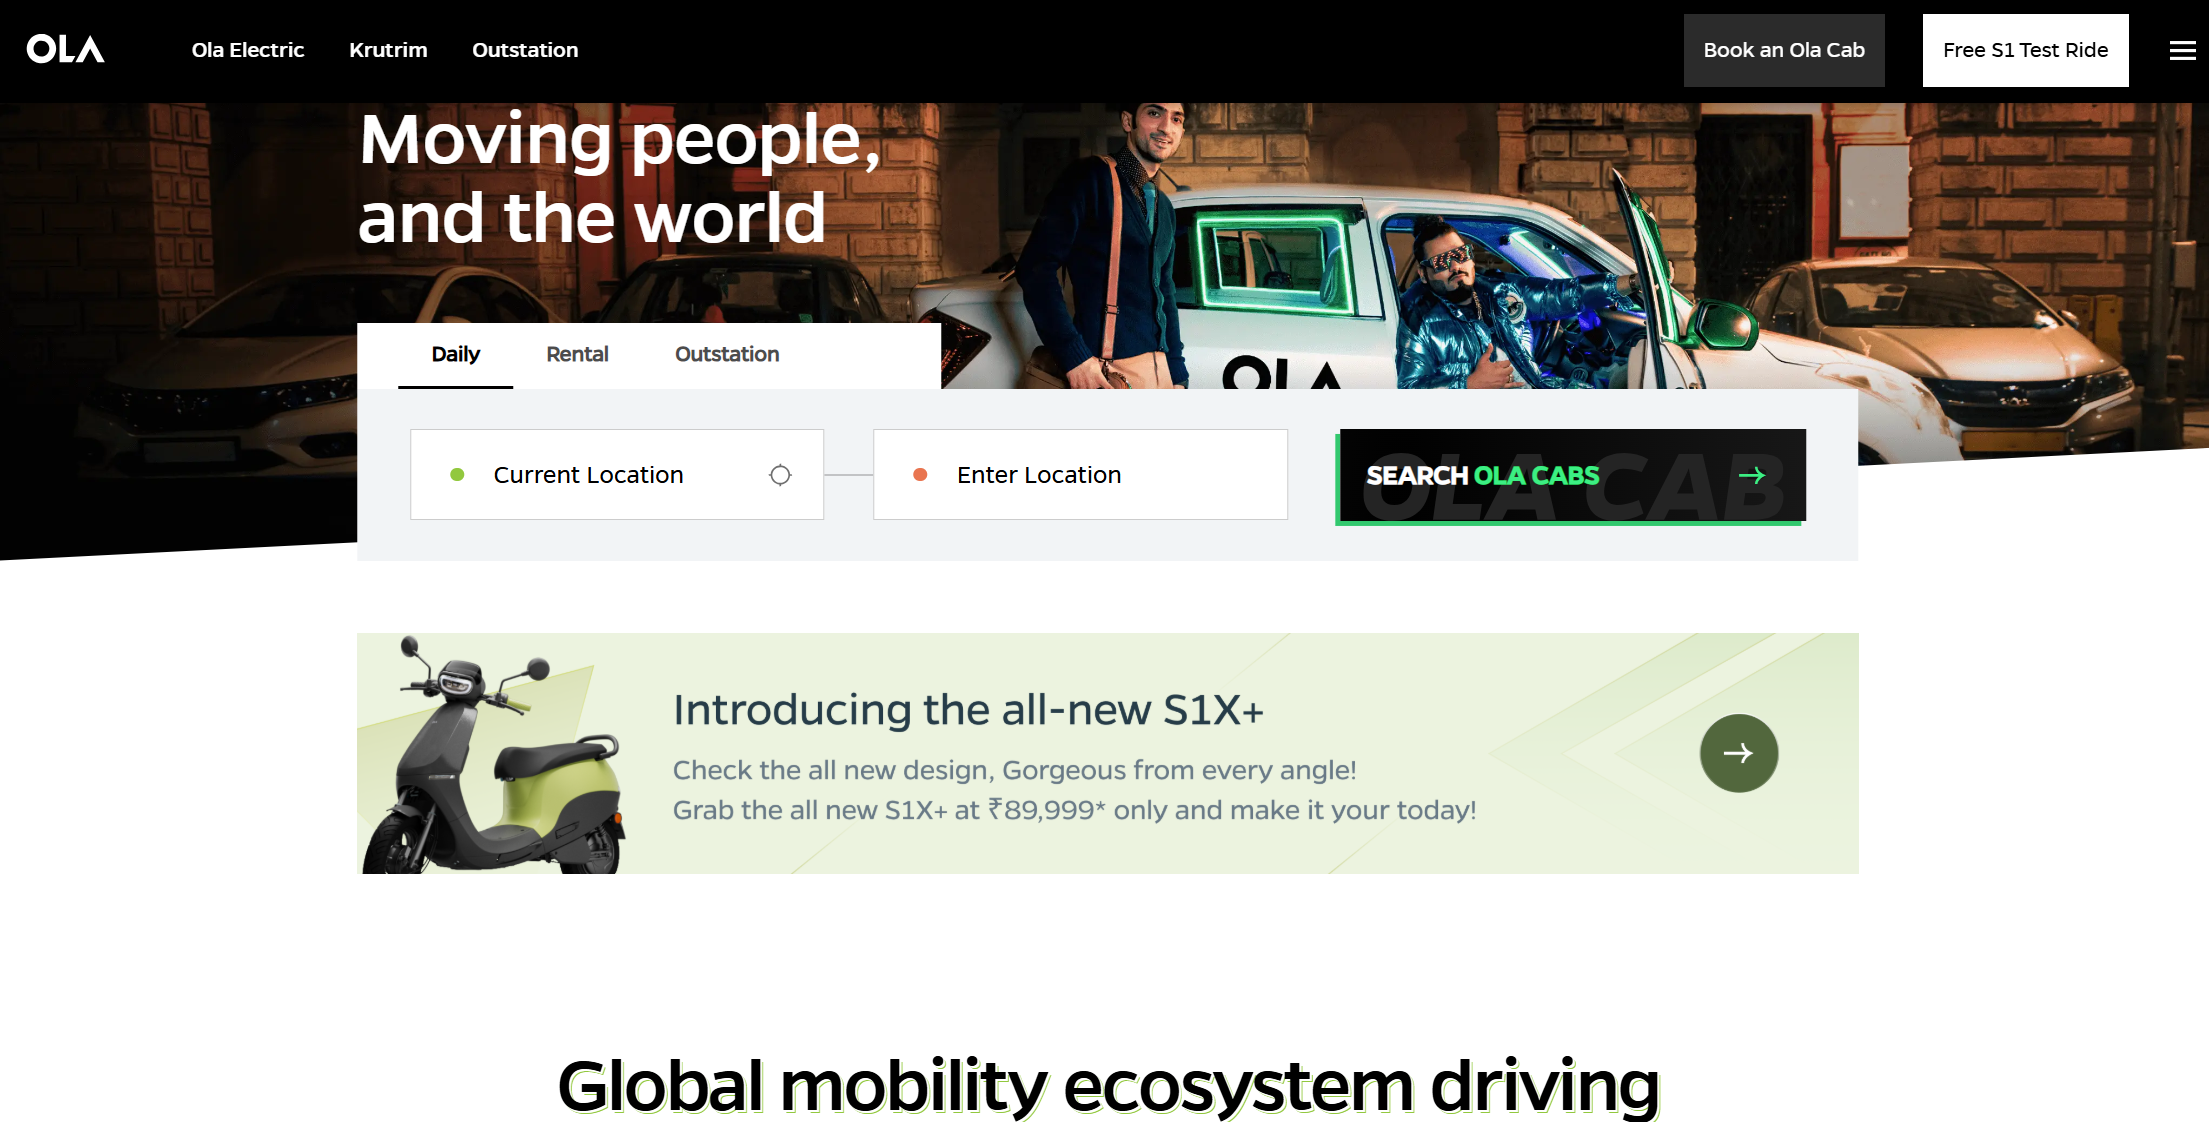 OLA
Ola Electric
Krutrim
Outstation
Book an Ola Cab
Free S1 Test Ride
Moving people,
and the world
OLA
Daily
Rental
Outstation
Current Location
Enter Location
OLA CAB
SEARCH OLA CABS
Introducing the all-new S1X+
Check the all new design, Gorgeous from every angle!
Grab the all new S1X+ at ₹89,999* only and make it your today!
Global mobility ecosystem driving